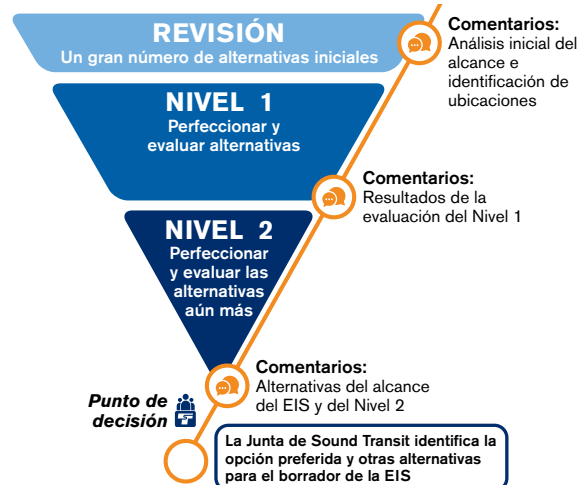 REVISIÓN
Un gran número de alternativas iniciales
Comentarios:
Análisis inicial del
alcance e
identificación de
ubicaciones
NIVEL 1
Perfeccionar y
evaluar alternativas
Comentarios:
Resultados de la
evaluación del Nivel 1
NIVEL 2
Perfeccionar
y evaluar las
alternativas
aún más
Comentarios:
Alternativas del alcance
del EIS y del Nivel 2
Punto de
decisión
La Junta de Sound Transit identifica la
opción preferida y otras alternativas
para el borrador de la EIS